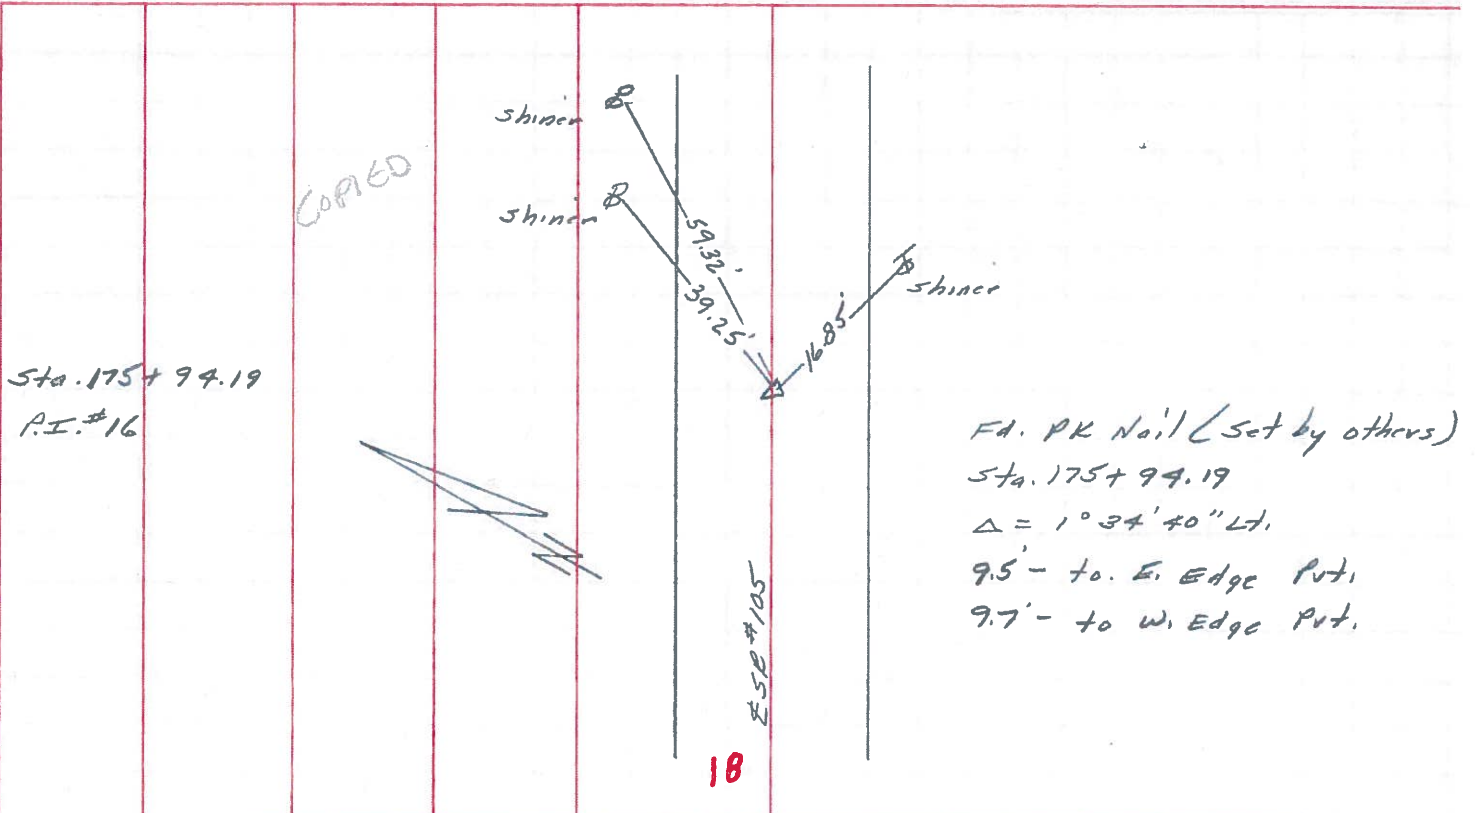 shiner
COPIED
shiner
59.32'
39.25'
16.85'
shiner
Sta. 175+94.19
P.I. #16
Fd. PK Nail (Set by others)
Sta. 175+94.19
Δ = 1°34'40" Lt.
9.5' - to. E. Edge Pvt.
9.7' - to W. Edge Pvt.
℄ SR #105
18